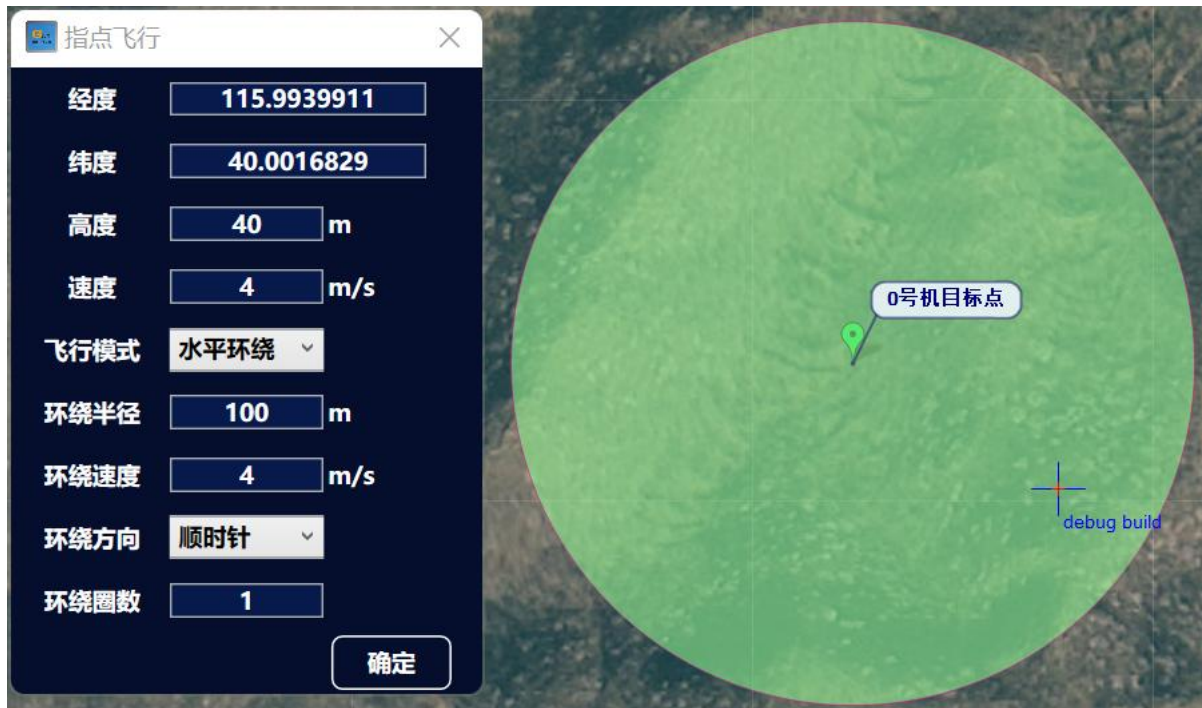 指点飞行
经度 115.9939911
纬度 40.0016829
高度 40 m
速度 4 m/s
飞行模式 水平环绕
环绕半径 100 m
环绕速度 4 m/s
环绕方向 顺时针
环绕圈数 1
确定
0号机目标点
debug build